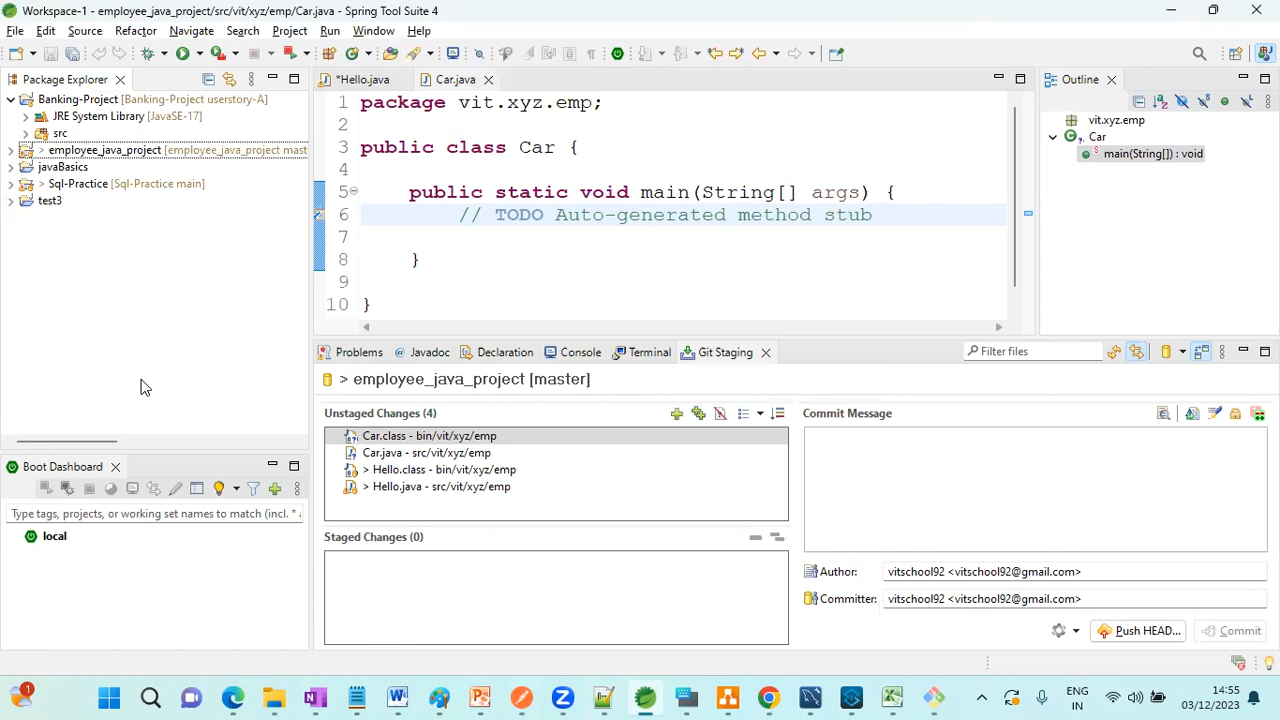 Workspace-1 - employee_java_project/src/vit/xyz/emp/Car.java - Spring Tool Suite 4
File Edit Source Refactor Navigate Search Project Run Window Help
Package Explorer
Banking-Project [Banking-Project userstory-A]
JRE System Library [JavaSE-17]
src
> employee_java_project [employee_java_project mast
javaBasics
> Sql-Practice [Sql-Practice main]
test3
*Hello.java
Car.java
1 package vit.xyz.emp;
2
3 public class Car {
4
5 public static void main(String[] args) {
6 // TODO Auto-generated method stub
7
8 }
9
10 }
Outline
vit.xyz.emp
Car
main(String[]) : void
Problems Javadoc Declaration Console Terminal Git Staging
Filter files
> employee_java_project [master]
Unstaged Changes (4)
Car.class - bin/vit/xyz/emp
Car.java - src/vit/xyz/emp
> Hello.class - bin/vit/xyz/emp
> Hello.java - src/vit/xyz/emp
Staged Changes (0)
Commit Message
Author: vitschool92 <vitschool92@gmail.com>
Committer: vitschool92 <vitschool92@gmail.com>
Push HEAD... Commit
Boot Dashboard
Type tags, projects, or working set names to match (incl. *
local
1
ENG
IN
14:55
03/12/2023